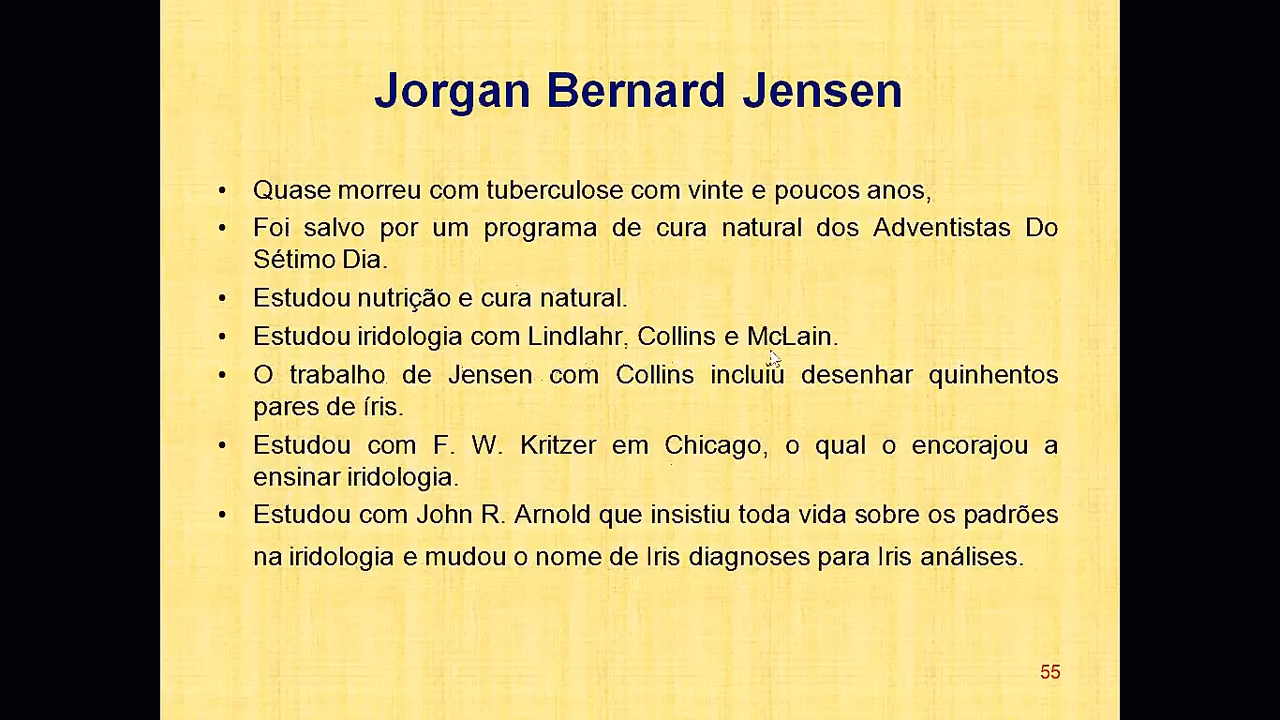 Jorgan Bernard Jensen
• Quase morreu com tuberculose com vinte e poucos anos,
• Foi salvo por um programa de cura natural dos Adventistas Do
Sétimo Dia.
• Estudou nutrição e cura natural.
• Estudou iridologia com Lindlahr, Collins e McLain.
• O trabalho de Jensen com Collins incluiu desenhar quinhentos
pares de íris.
• Estudou com F. W. Kritzer em Chicago, o qual o encorajou a
ensinar iridologia.
• Estudou com John R. Arnold que insistiu toda vida sobre os padrões
na iridologia e mudou o nome de Iris diagnoses para Iris análises.
55